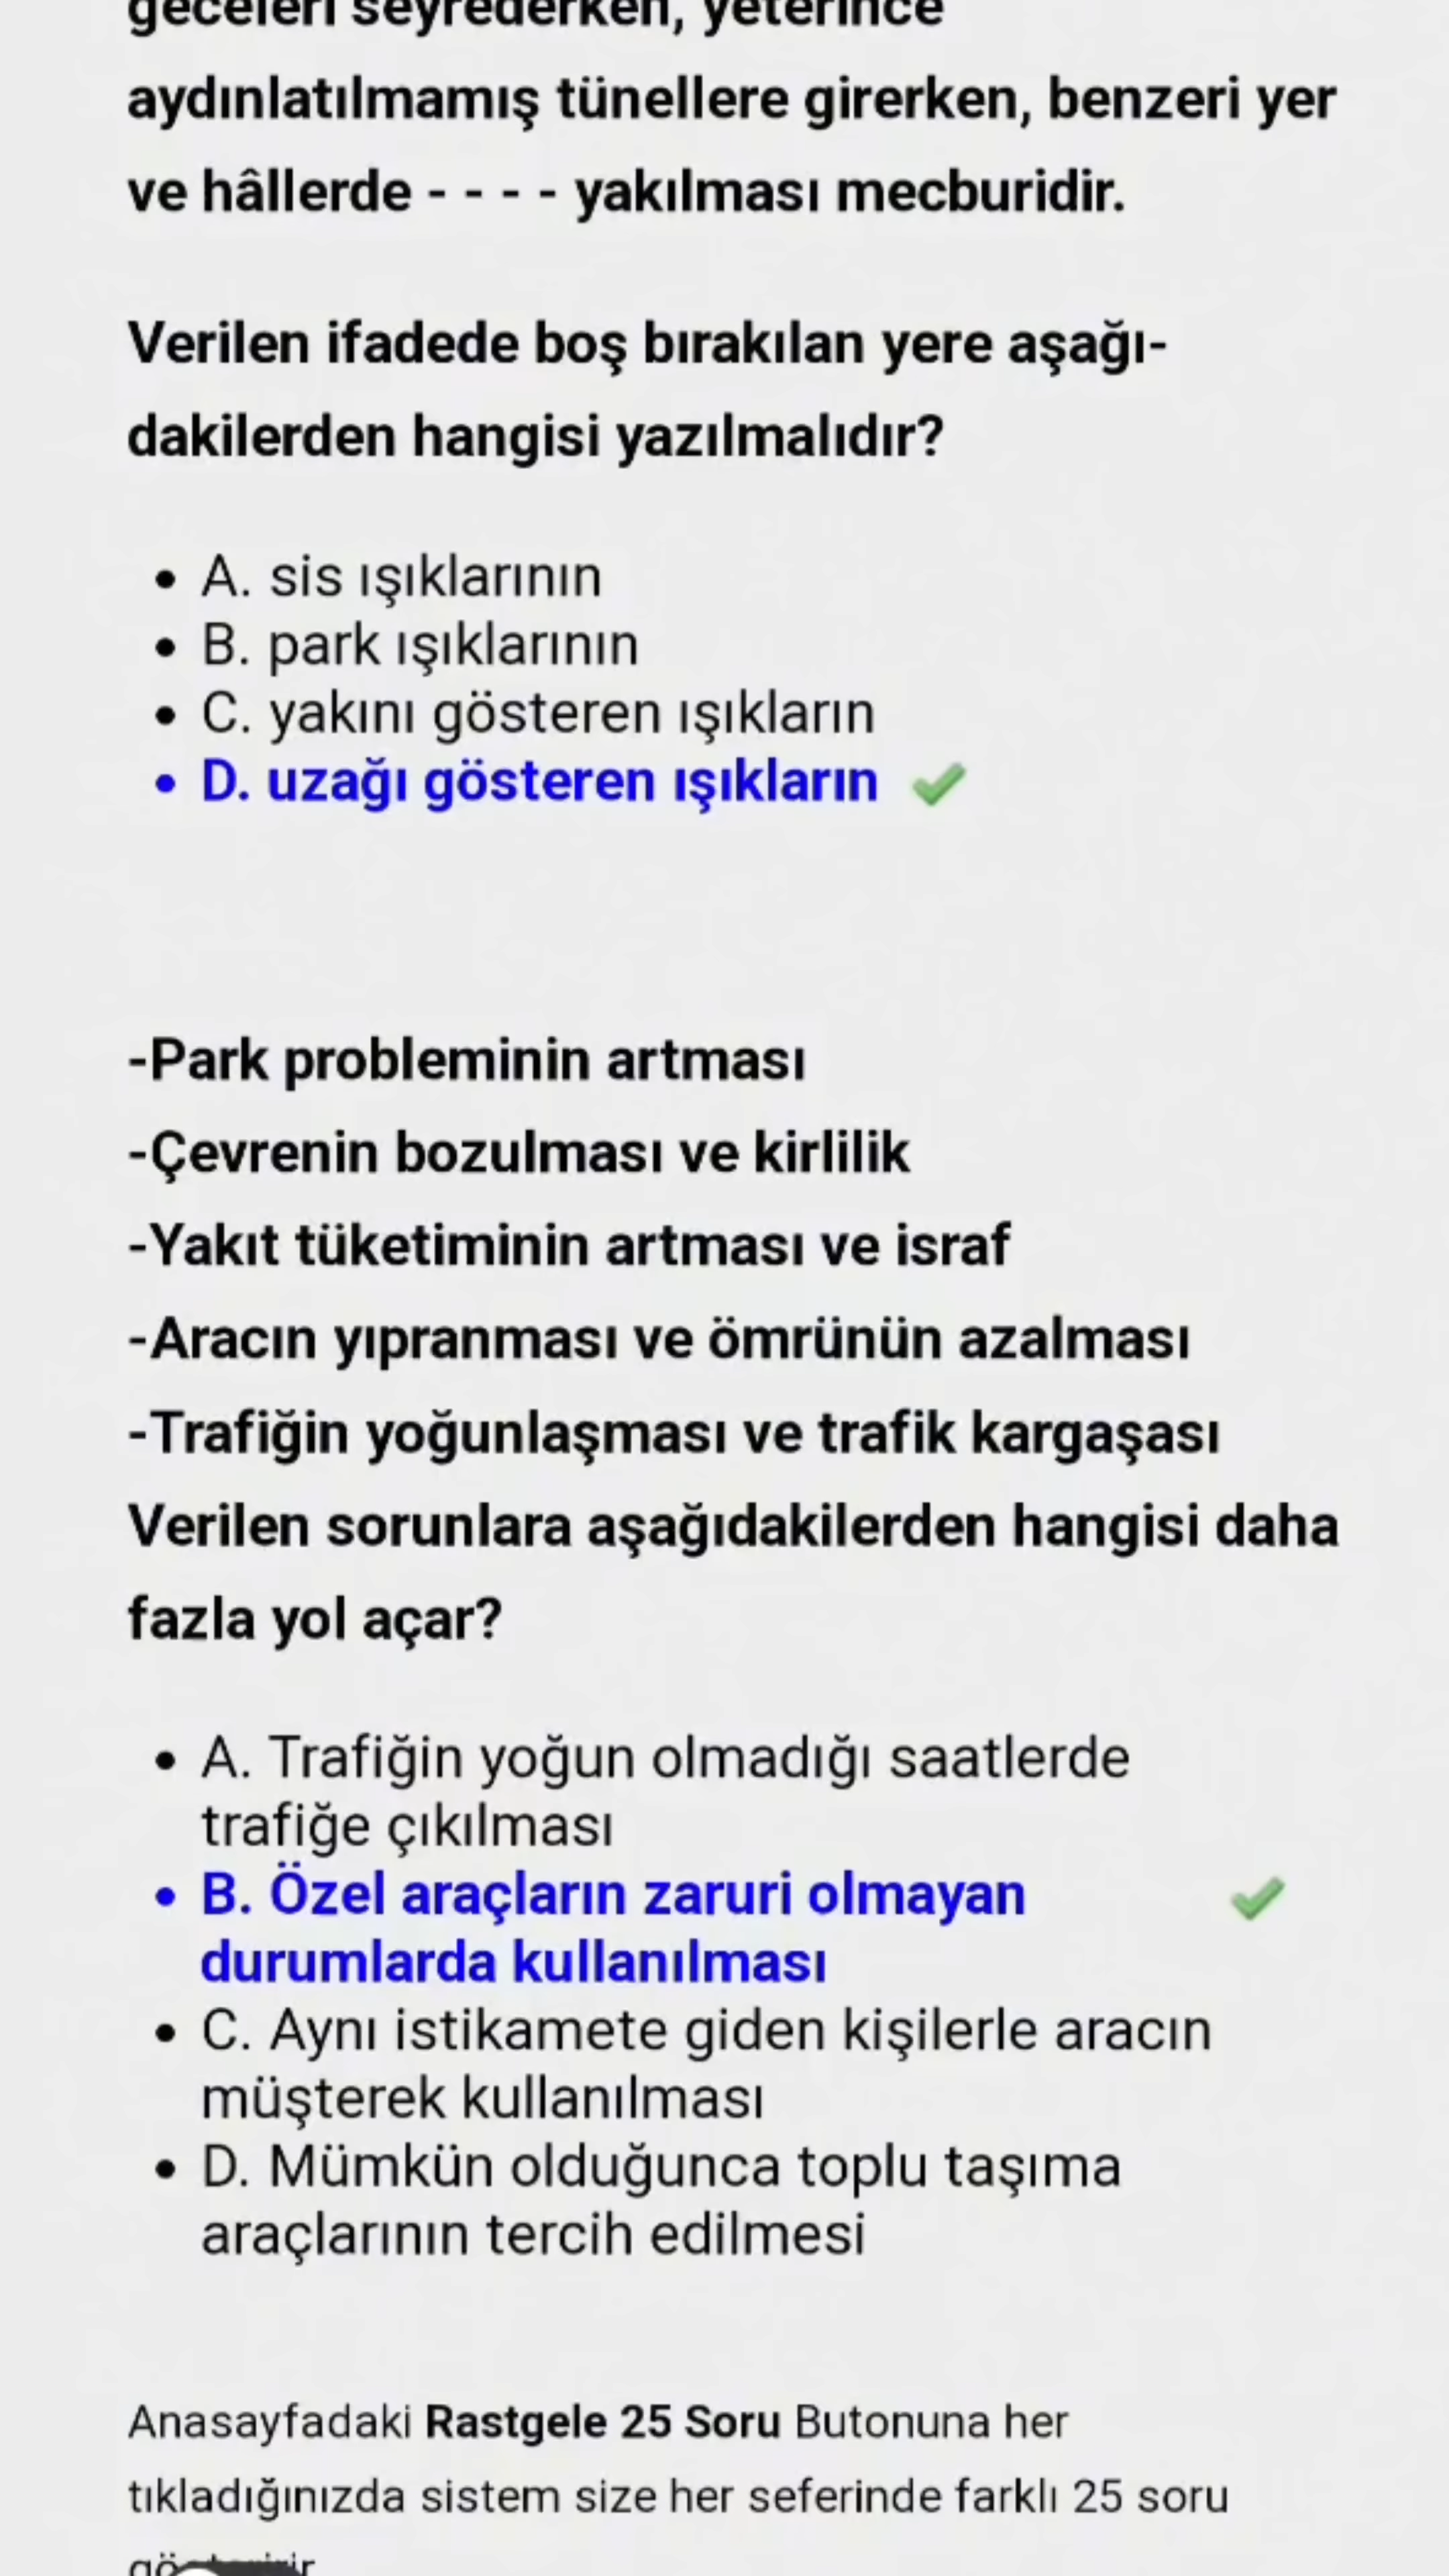 geceleri seyrederken, yeterince
aydınlatılmamış tünellere girerken, benzeri yer
ve hâllerde - - - - yakılması mecburidir.
Verilen ifadede boş bırakılan yere aşağı-
dakilerden hangisi yazılmalıdır?
• A. sis ışıklarının
• B. park ışıklarının
• C. yakını gösteren ışıkların
• D. uzağı gösteren ışıkların
-Park probleminin artması
-Çevrenin bozulması ve kirlilik
-Yakıt tüketiminin artması ve israf
-Aracın yıpranması ve ömrünün azalması
-Trafiğin yoğunlaşması ve trafik kargaşası
Verilen sorunlara aşağıdakilerden hangisi daha
fazla yol açar?
• A. Trafiğin yoğun olmadığı saatlerde
trafiğe çıkılması
• B. Özel araçların zaruri olmayan
durumlarda kullanılması
• C. Aynı istikamete giden kişilerle aracın
müşterek kullanılması
• D. Mümkün olduğunca toplu taşıma
araçlarının tercih edilmesi
Anasayfadaki Rastgele 25 Soru Butonuna her
tıkladığınızda sistem size her seferinde farklı 25 soru